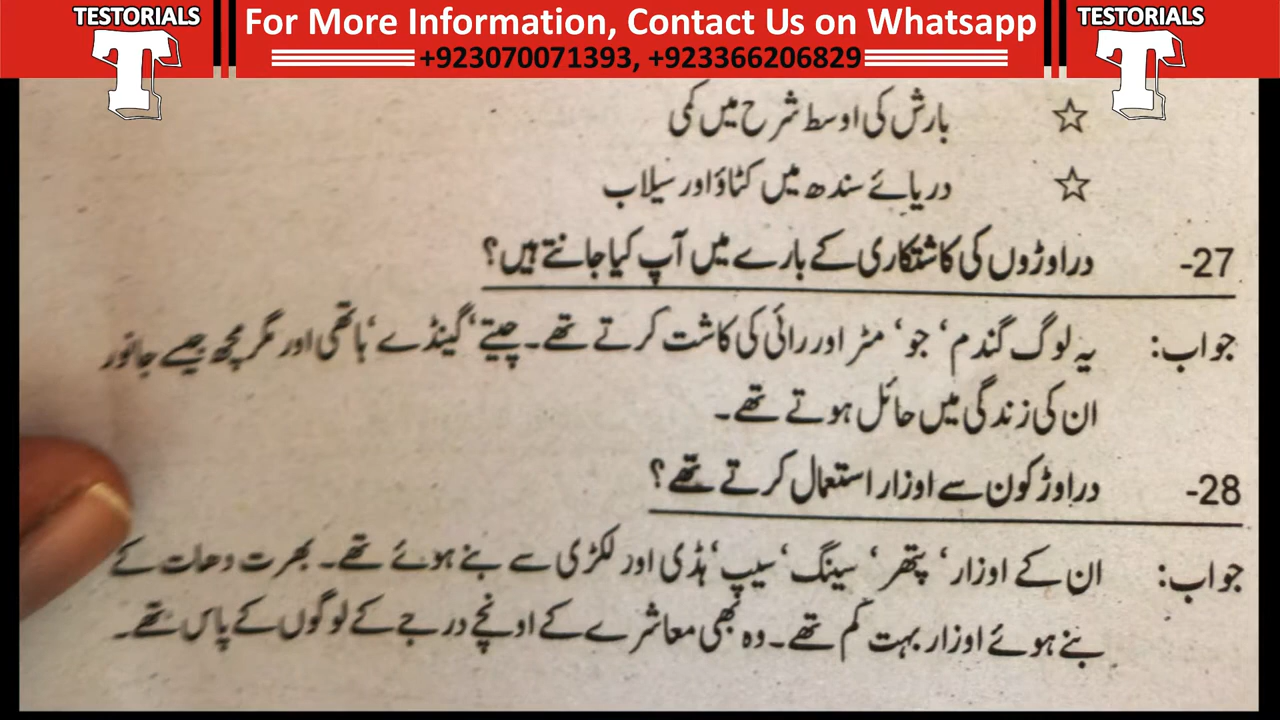 TESTORIALS
For More Information, Contact Us on Whatsapp
TESTORIALS
+923070071393, +923366206829
☆ بارش کی اوسط شرح میں کمی
☆ دریائے سندھ میں کٹاؤ اور سیلاب
27- دراوڑوں کی کاشتکاری کے بارے میں آپ کیا جانتے ہیں؟
جواب: یہ لوگ گندم‘ جو‘ مٹر اور رائی کی کاشت کرتے تھے۔ چیتے‘ گینڈے‘ ہاتھی اور مگرمچھ جیسے جانور
ان کی زندگی میں حائل ہوتے تھے۔
28- دراوڑ کون سے اوزار استعمال کرتے تھے؟
جواب: ان کے اوزار‘ پتھر‘ سینگ‘ سیپ‘ ہڈی اور لکڑی سے بنے ہوئے تھے۔ بھرت دھات کے
بنے ہوئے اوزار بہت کم تھے۔ وہ بھی معاشرے کے اونچے درجے کے لوگوں کے پاس تھے۔